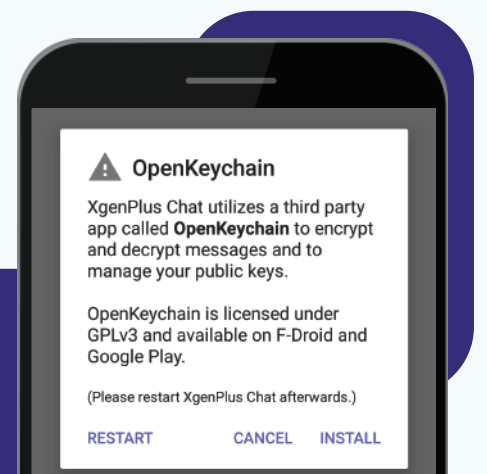 OpenKeychain
XgenPlus Chat utilizes a third party
app called OpenKeychain to encrypt
and decrypt messages and to
manage your public keys.
OpenKeychain is licensed under
GPLv3 and available on F-Droid and
Google Play.
(Please restart XgenPlus Chat afterwards.)
RESTART CANCEL INSTALL